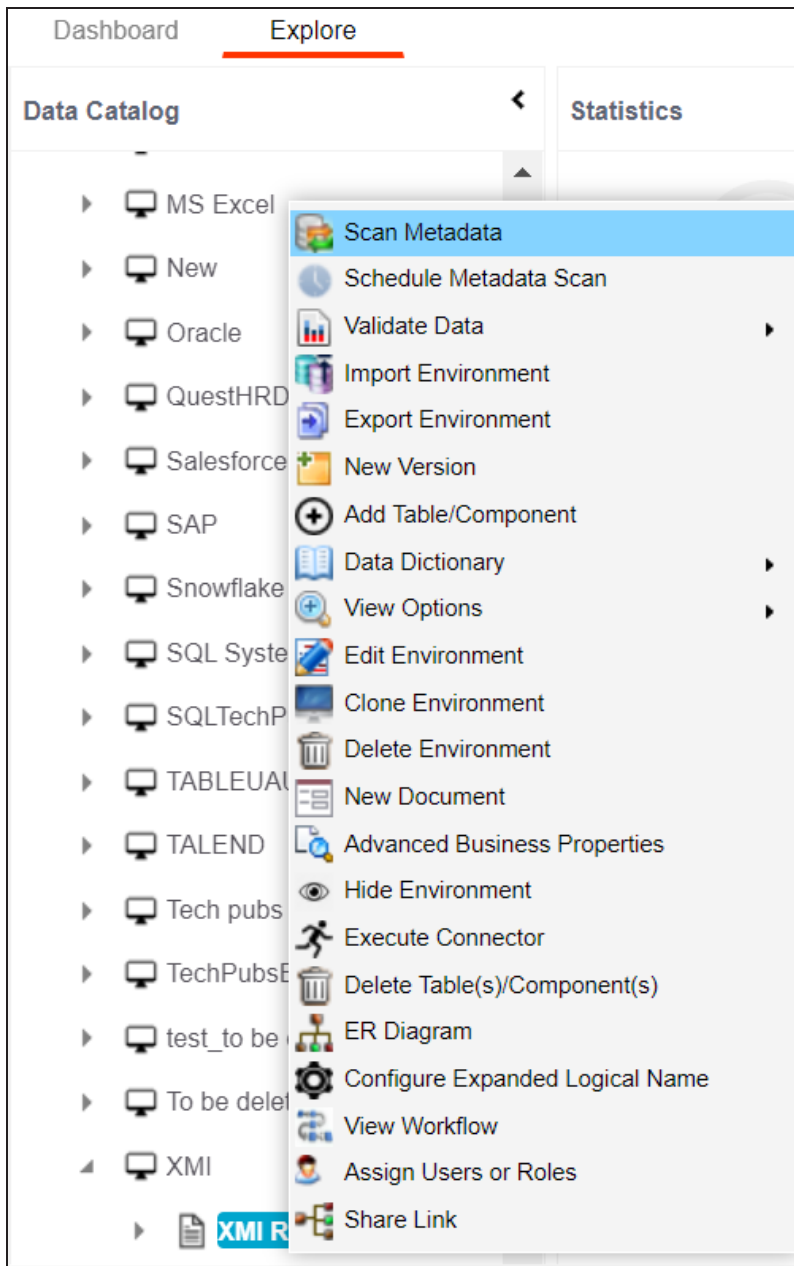 Dashboard Explore
Data Catalog Statistics
MS Excel
Scan Metadata
New
Schedule Metadata Scan
Oracle
Validate Data
Import Environment
QuestHRD
Export Environment
Salesforce
New Version
SAP
Add Table/Component
Data Dictionary
Snowflake
View Options
SQL Syste
Edit Environment
SQLTechP
Clone Environment
Delete Environment
TABLEUAU
New Document
TALEND
Advanced Business Properties
Tech pubs
Hide Environment
Execute Connector
TechPubsE
Delete Table(s)/Component(s)
test_to be
ER Diagram
Configure Expanded Logical Name
To be delet
View Workflow
XMI
Assign Users or Roles
XMI R
Share Link